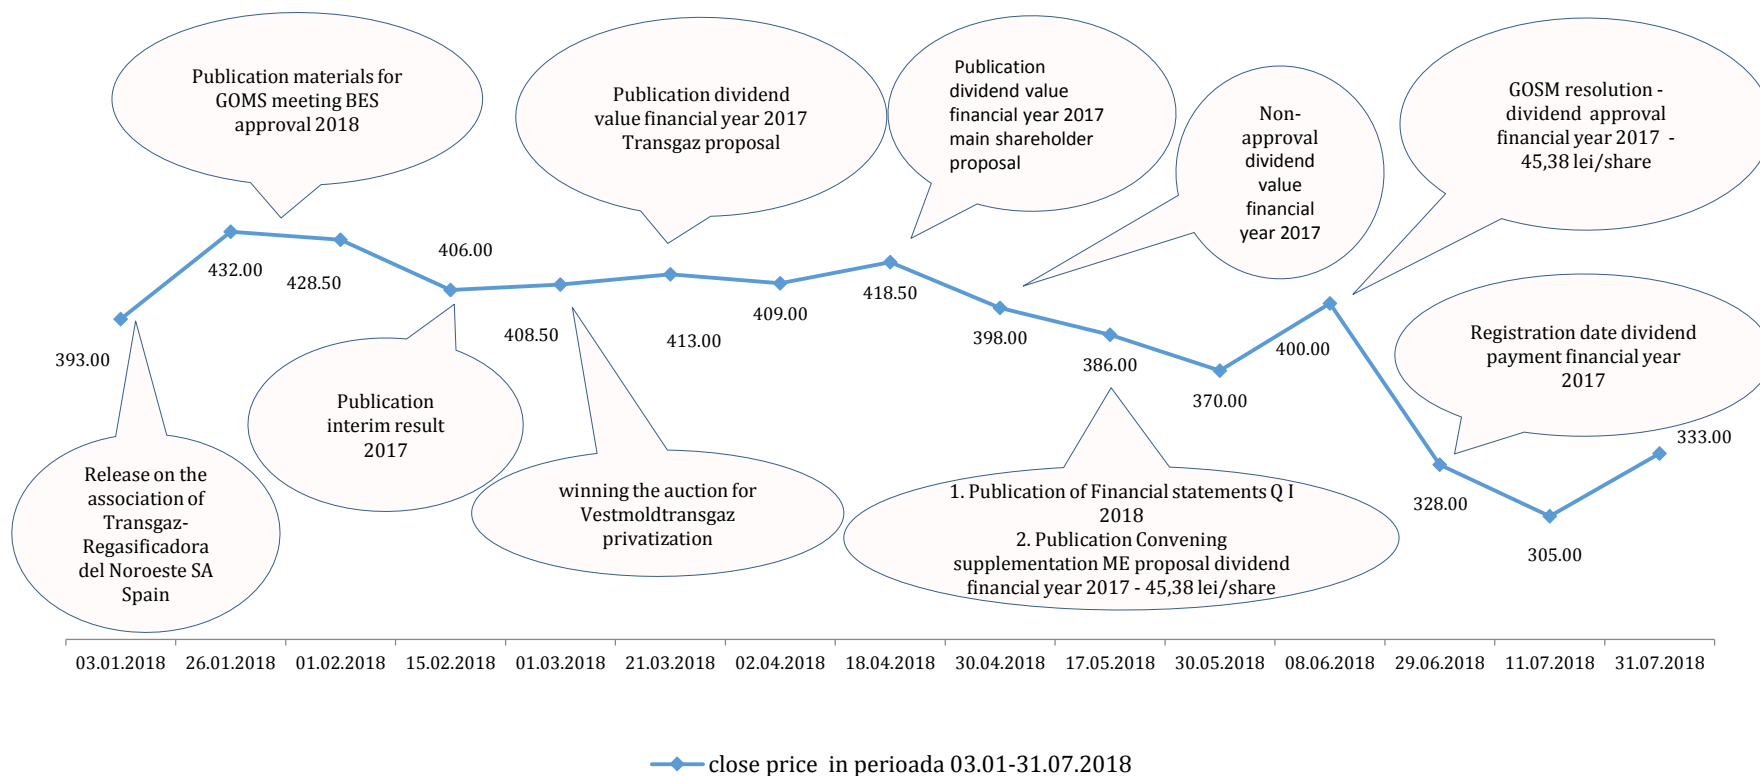 Publication materials for
GOMS meeting BES
approval 2018
Publication dividend
value financial year 2017
Transgaz proposal
Publication
dividend value
financial year 2017
main shareholder
proposal
Non-
approval
dividend
value
financial
year 2017
GOSM resolution -
dividend approval
financial year 2017 -
45,38 lei/share
393.00
432.00
428.50
406.00
408.50
413.00
409.00
418.50
398.00
386.00
370.00
400.00
328.00
305.00
333.00
Registration date dividend
payment financial year
2017
Publication
interim result
2017
Release on the
association of
Transgaz-
Regasificadora
del Noroeste SA
Spain
winning the auction for
Vestmoldtransgaz
privatization
1. Publication of Financial statements Q I
2018
2. Publication Convening
supplementation ME proposal dividend
financial year 2017 - 45,38 lei/share
03.01.2018 26.01.2018 01.02.2018 15.02.2018 01.03.2018 21.03.2018 02.04.2018 18.04.2018 30.04.2018 17.05.2018 30.05.2018 08.06.2018 29.06.2018 11.07.2018 31.07.2018
close price in perioada 03.01-31.07.2018